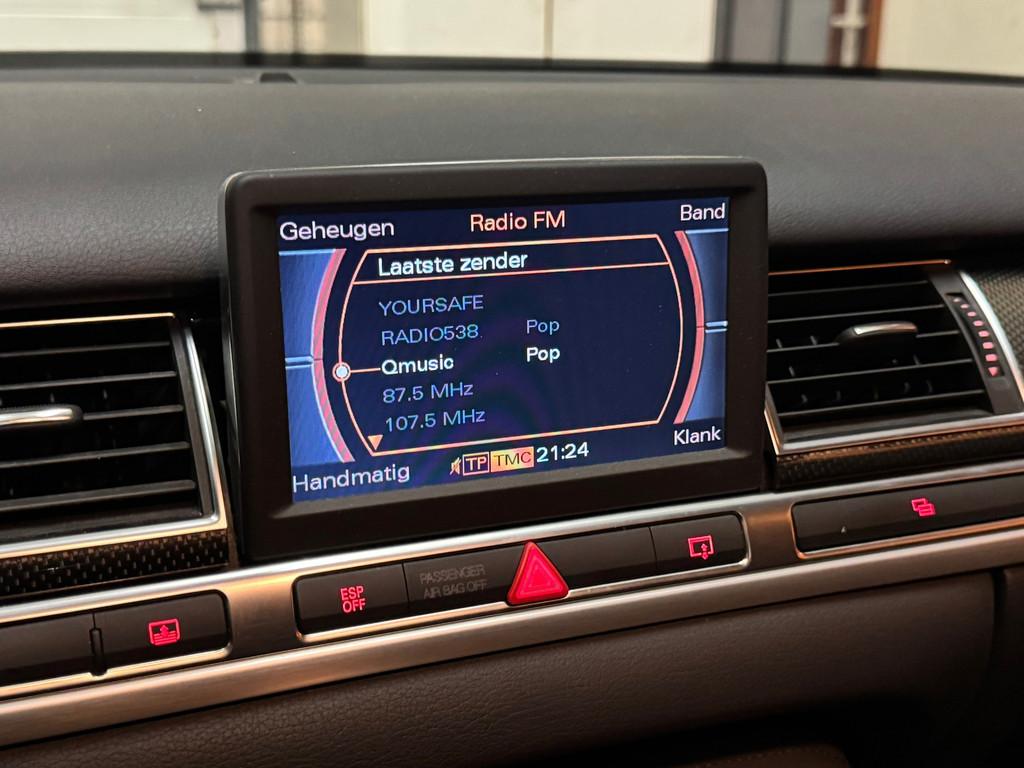 Geheugen Radio FM Band
Laatste zender
YOURSAFE
RADIO538 Pop
Qmusic Pop
87.5 MHz
107.5 MHz
Handmatig TP TMC 21:24 Klank
ESP
OFF
PASSENGER
AIR BAG OFF